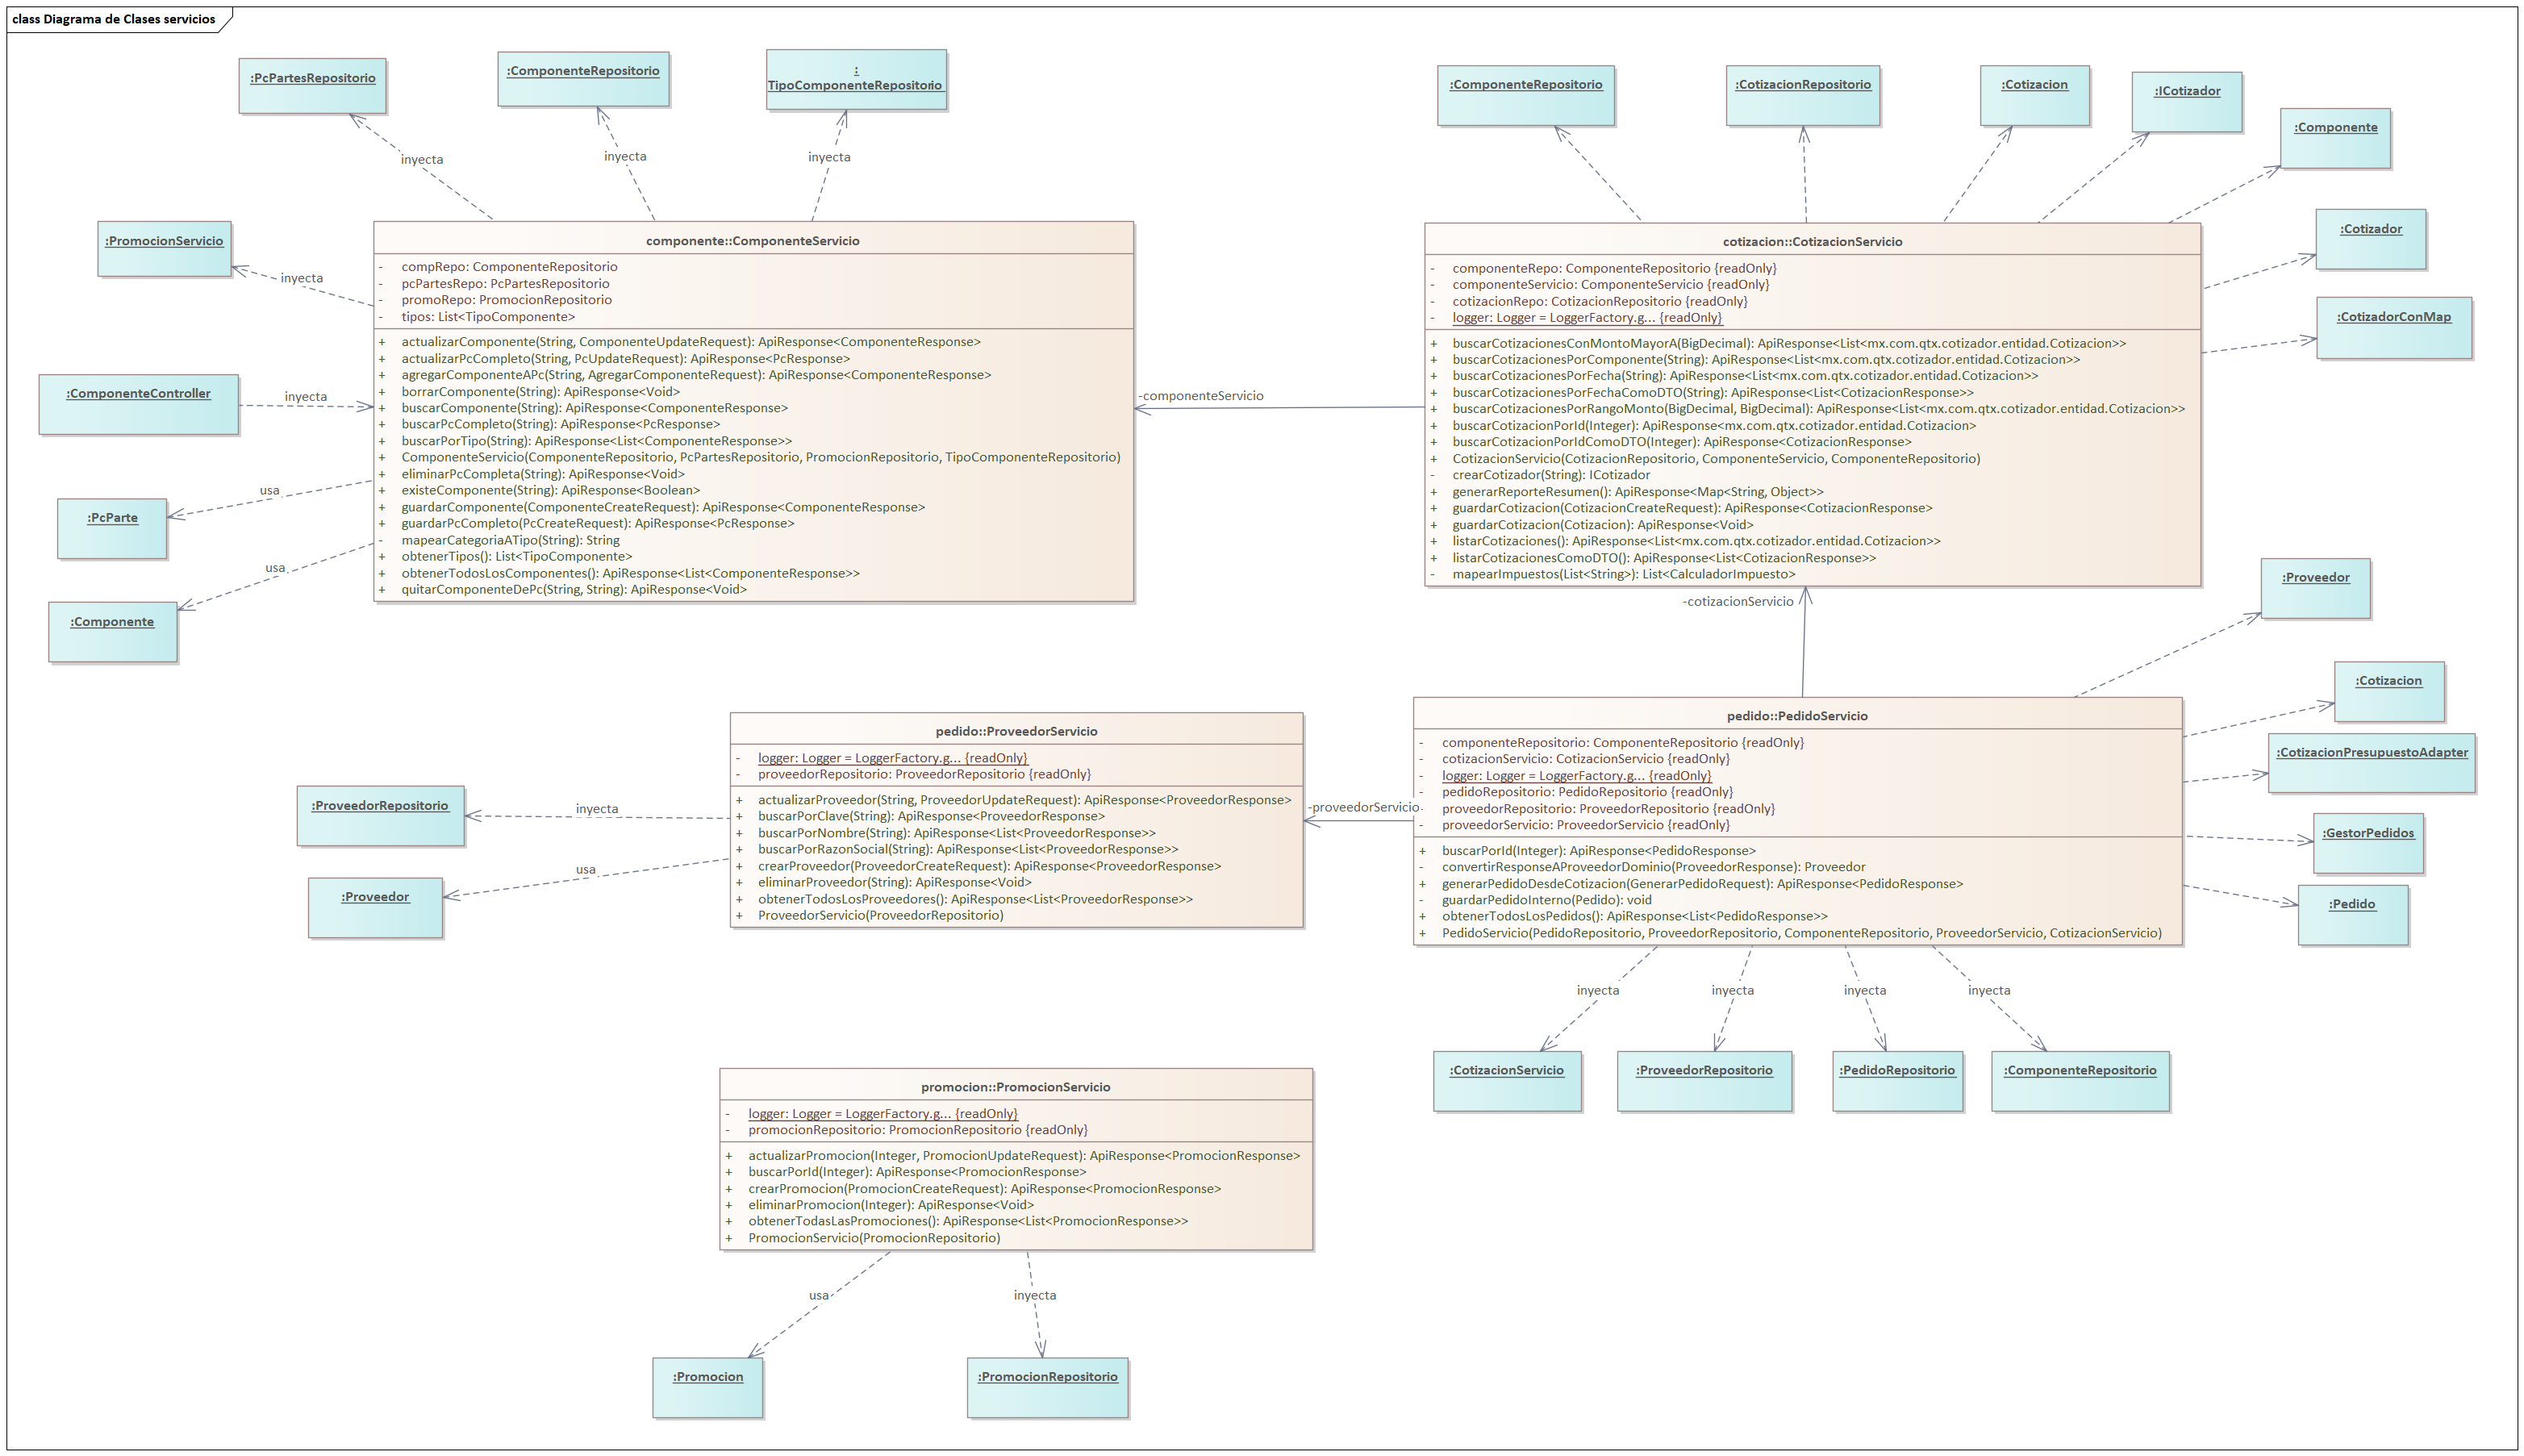 class Diagrama de Clases servicios
:PcPartesRepositorio
:ComponenteRepositorio
:
TipoComponenteRepositorio
inyecta
inyecta
inyecta
:PromocionServicio
inyecta
:ComponenteController
inyecta
:PcParte
usa
:Componente
usa
componente::ComponenteServicio
- compRepo: ComponenteRepositorio
- pcPartesRepo: PcPartesRepositorio
- promoRepo: PromocionRepositorio
- tipos: List<TipoComponente>
+ actualizarComponente(String, ComponenteUpdateRequest): ApiResponse<ComponenteResponse>
+ actualizarPcCompleto(String, PcUpdateRequest): ApiResponse<PcResponse>
+ agregarComponenteAPc(String, AgregarComponenteRequest): ApiResponse<ComponenteResponse>
+ borrarComponente(String): ApiResponse<Void>
+ buscarComponente(String): ApiResponse<ComponenteResponse>
+ buscarPcCompleto(String): ApiResponse<PcResponse>
+ buscarPorTipo(String): ApiResponse<List<ComponenteResponse>>
+ ComponenteServicio(ComponenteRepositorio, PcPartesRepositorio, PromocionRepositorio, TipoComponenteRepositorio)
+ eliminarPcCompleta(String): ApiResponse<Void>
+ existeComponente(String): ApiResponse<Boolean>
+ guardarComponente(ComponenteCreateRequest): ApiResponse<ComponenteResponse>
+ guardarPcCompleto(PcCreateRequest): ApiResponse<PcResponse>
- mapearCategoriaATipo(String): String
+ obtenerTipos(): List<TipoComponente>
+ obtenerTodosLosComponentes(): ApiResponse<List<ComponenteResponse>>
+ quitarComponenteDePc(String, String): ApiResponse<Void>
-componenteServicio
:ComponenteRepositorio
:CotizacionRepositorio
:Cotizacion
:ICotizador
:Componente
:Cotizador
:CotizadorConMap
cotizacion::CotizacionServicio
- componenteRepo: ComponenteRepositorio {readOnly}
- componenteServicio: ComponenteServicio {readOnly}
- cotizacionRepo: CotizacionRepositorio {readOnly}
- logger: Logger = LoggerFactory.g... {readOnly}
+ buscarCotizacionesConMontoMayorA(BigDecimal): ApiResponse<List<mx.com.qtx.cotizador.entidad.Cotizacion>>
+ buscarCotizacionesPorComponente(String): ApiResponse<List<mx.com.qtx.cotizador.entidad.Cotizacion>>
+ buscarCotizacionesPorFecha(String): ApiResponse<List<mx.com.qtx.cotizador.entidad.Cotizacion>>
+ buscarCotizacionesPorFechaComoDTO(String): ApiResponse<List<CotizacionResponse>>
+ buscarCotizacionesPorRangoMonto(BigDecimal, BigDecimal): ApiResponse<List<mx.com.qtx.cotizador.entidad.Cotizacion>>
+ buscarCotizacionPorId(Integer): ApiResponse<mx.com.qtx.cotizador.entidad.Cotizacion>
+ buscarCotizacionPorIdComoDTO(Integer): ApiResponse<CotizacionResponse>
+ CotizacionServicio(CotizacionRepositorio, ComponenteServicio, ComponenteRepositorio)
- crearCotizador(String): ICotizador
+ generarReporteResumen(): ApiResponse<Map<String, Object>>
+ guardarCotizacion(CotizacionCreateRequest): ApiResponse<CotizacionResponse>
+ guardarCotizacion(Cotizacion): ApiResponse<Void>
+ listarCotizaciones(): ApiResponse<List<mx.com.qtx.cotizador.entidad.Cotizacion>>
+ listarCotizacionesComoDTO(): ApiResponse<List<CotizacionResponse>>
- mapearImpuestos(List<String>): List<CalculadorImpuesto>
-cotizacionServicio
:Proveedor
:Cotizacion
:CotizacionPresupuestoAdapter
:GestorPedidos
:Pedido
pedido::ProveedorServicio
- logger: Logger = LoggerFactory.g... {readOnly}
- proveedorRepositorio: ProveedorRepositorio {readOnly}
+ actualizarProveedor(String, ProveedorUpdateRequest): ApiResponse<ProveedorResponse>
+ buscarPorClave(String): ApiResponse<ProveedorResponse>
+ buscarPorNombre(String): ApiResponse<List<ProveedorResponse>>
+ buscarPorRazonSocial(String): ApiResponse<List<ProveedorResponse>>
+ crearProveedor(ProveedorCreateRequest): ApiResponse<ProveedorResponse>
+ eliminarProveedor(String): ApiResponse<Void>
+ obtenerTodosLosProveedores(): ApiResponse<List<ProveedorResponse>>
+ ProveedorServicio(ProveedorRepositorio)
:ProveedorRepositorio
inyecta
:Proveedor
usa
-proveedorServicio
pedido::PedidoServicio
- componenteRepositorio: ComponenteRepositorio {readOnly}
- cotizacionServicio: CotizacionServicio {readOnly}
- logger: Logger = LoggerFactory.g... {readOnly}
- pedidoRepositorio: PedidoRepositorio {readOnly}
- proveedorRepositorio: ProveedorRepositorio {readOnly}
- proveedorServicio: ProveedorServicio {readOnly}
+ buscarPorId(Integer): ApiResponse<PedidoResponse>
- convertirResponseAProveedorDominio(ProveedorResponse): Proveedor
+ generarPedidoDesdeCotizacion(GenerarPedidoRequest): ApiResponse<PedidoResponse>
- guardarPedidoInterno(Pedido): void
+ obtenerTodosLosPedidos(): ApiResponse<List<PedidoResponse>>
+ PedidoServicio(PedidoRepositorio, ProveedorRepositorio, ComponenteRepositorio, ProveedorServicio, CotizacionServicio)
inyecta
inyecta
inyecta
inyecta
:CotizacionServicio
:ProveedorRepositorio
:PedidoRepositorio
:ComponenteRepositorio
promocion::PromocionServicio
- logger: Logger = LoggerFactory.g... {readOnly}
- promocionRepositorio: PromocionRepositorio {readOnly}
+ actualizarPromocion(Integer, PromocionUpdateRequest): ApiResponse<PromocionResponse>
+ buscarPorId(Integer): ApiResponse<PromocionResponse>
+ crearPromocion(PromocionCreateRequest): ApiResponse<PromocionResponse>
+ eliminarPromocion(Integer): ApiResponse<Void>
+ obtenerTodasLasPromociones(): ApiResponse<List<PromocionResponse>>
+ PromocionServicio(PromocionRepositorio)
usa
inyecta
:Promocion
:PromocionRepositorio